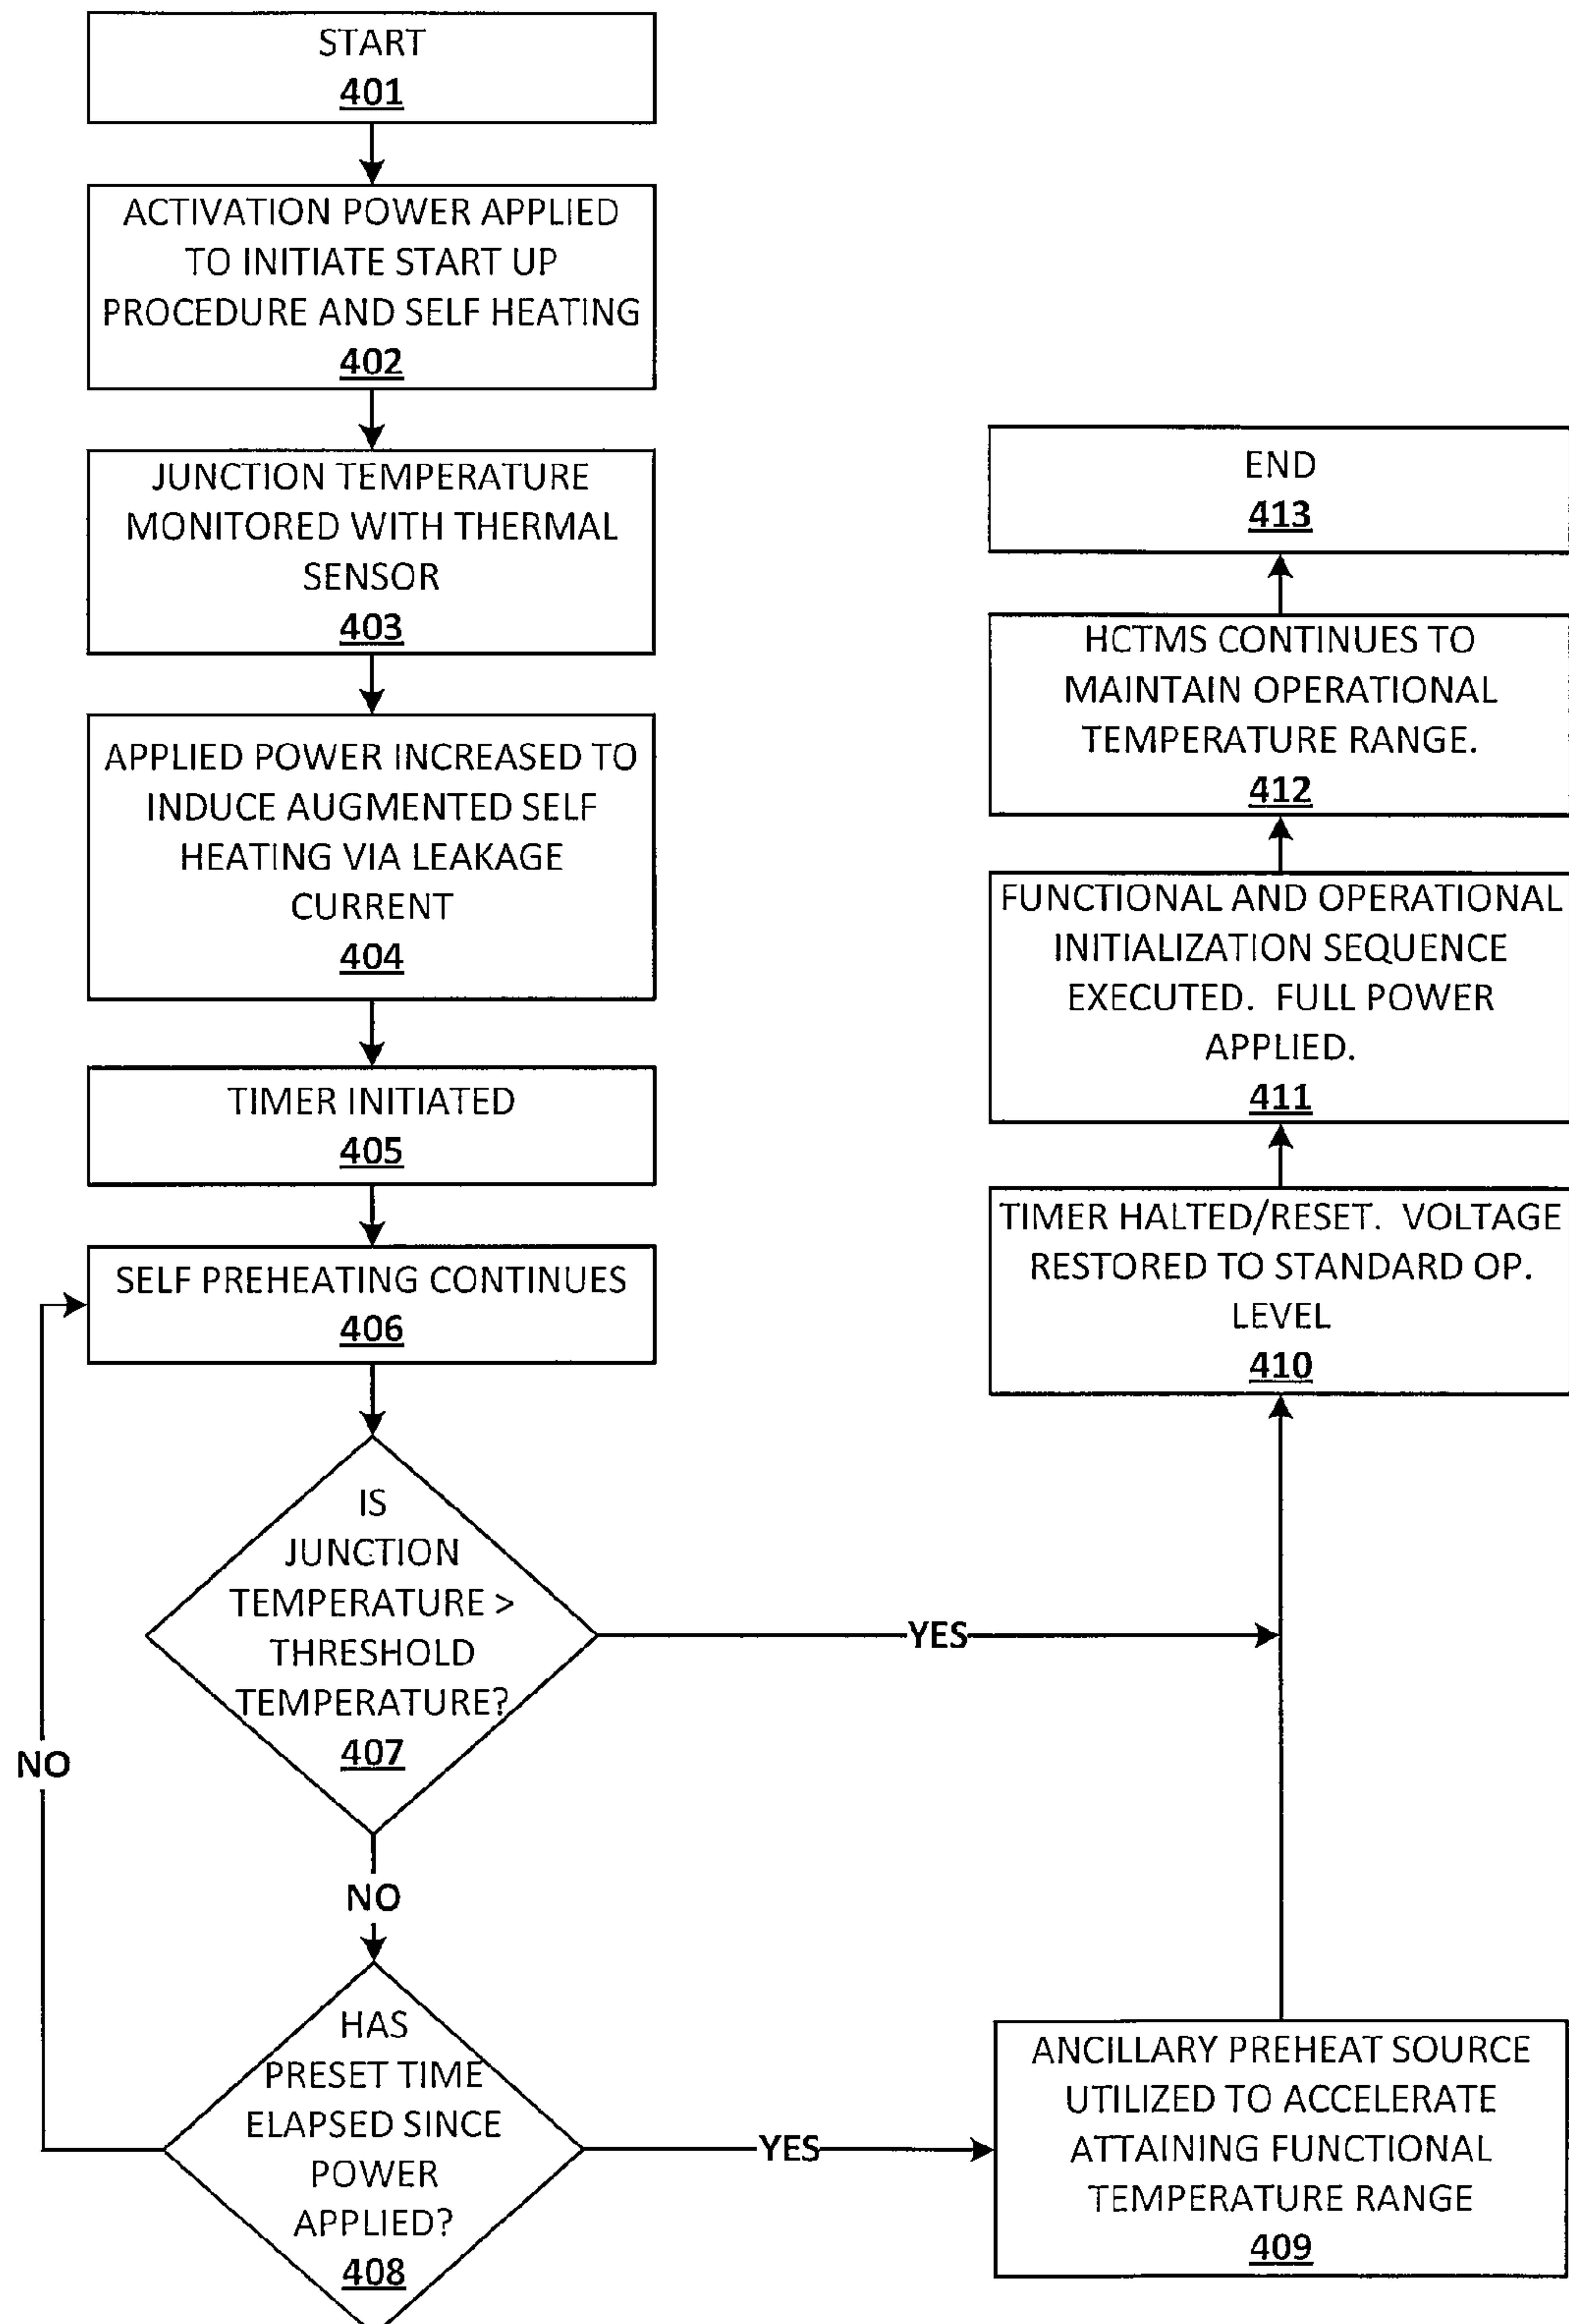 START
401
ACTIVATION POWER APPLIED
TO INITIATE START UP
PROCEDURE AND SELF HEATING
402
JUNCTION TEMPERATURE
MONITORED WITH THERMAL
SENSOR
403
APPLIED POWER INCREASED TO
INDUCE AUGMENTED SELF
HEATING VIA LEAKAGE
CURRENT
404
TIMER INITIATED
405
SELF PREHEATING CONTINUES
406
IS
JUNCTION
TEMPERATURE >
THRESHOLD
TEMPERATURE?
407
YES
NO
NO
HAS
PRESET TIME
ELAPSED SINCE
POWER
APPLIED?
408
YES
ANCILLARY PREHEAT SOURCE
UTILIZED TO ACCELERATE
ATTAINING FUNCTIONAL
TEMPERATURE RANGE
409
TIMER HALTED/RESET. VOLTAGE
RESTORED TO STANDARD OP.
LEVEL
410
FUNCTIONAL AND OPERATIONAL
INITIALIZATION SEQUENCE
EXECUTED. FULL POWER
APPLIED.
411
HCTMS CONTINUES TO
MAINTAIN OPERATIONAL
TEMPERATURE RANGE.
412
END
413